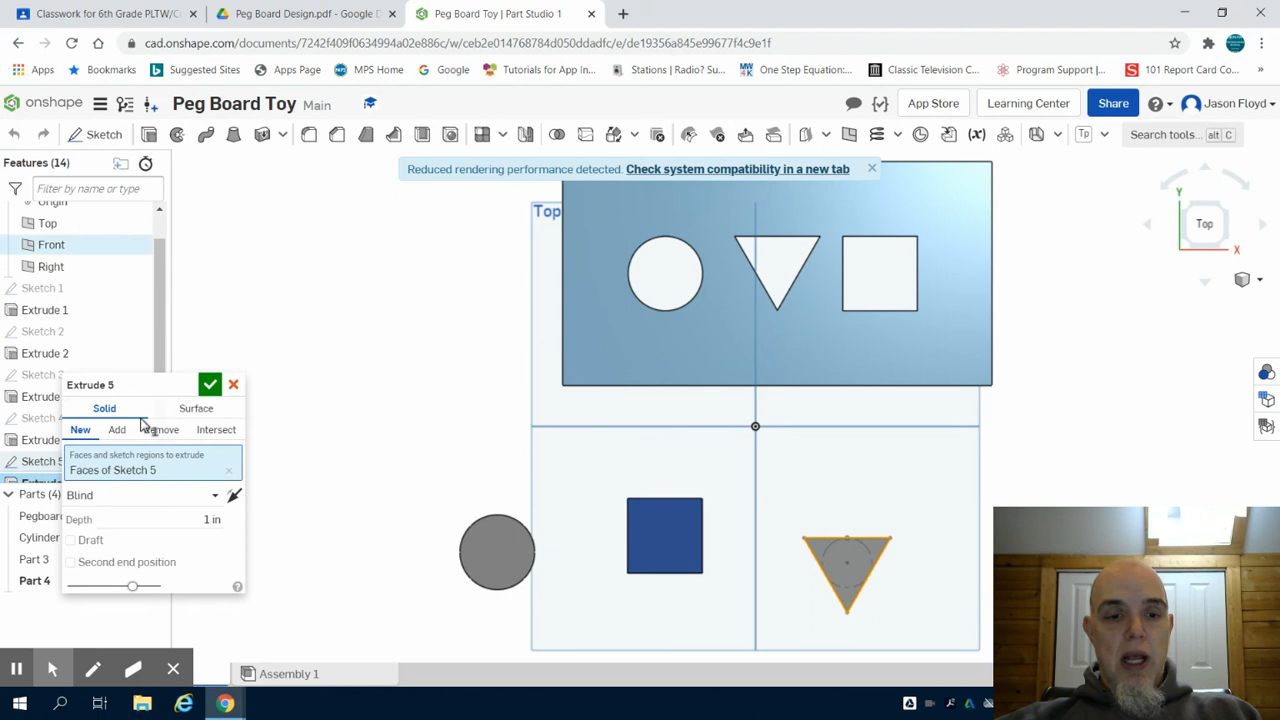 Classwork for 6th Grade PLTW/C
Peg Board Design.pdf - Google D
Peg Board Toy | Part Studio 1
cad.onshape.com/documents/7242f409f0634994a02e886c/w/ceb2e0147687d4d050ddadfc/e/de19356a845e99677f4c9e1f
Apps
Bookmarks
Suggested Sites
Apps Page
MPS Home
Google
Tutorials for App In...
Stations | Radio? Su...
One Step Equation:...
Classic Television C...
Program Support |...
101 Report Card Co...
onshape
Peg Board Toy Main
App Store
Learning Center
Share
Jason Floyd
Sketch
Search tools...
alt C
Features (14)
Filter by name or type
Reduced rendering performance detected. Check system compatibility in a new tab
Origin
Top
Front
Right
Sketch 1
Extrude 1
Sketch 2
Extrude 2
Sketch
Extrude
Sketch
Extrude
Sketch 5
Parts (4)
Pegboard
Cylinder
Part 3
Part 4
Extrude 5
Solid
Surface
New
Add
Remove
Intersect
Faces and sketch regions to extrude
Faces of Sketch 5
Blind
Depth
1 in
Draft
Second end position
Top
Y
Top
X
Assembly 1